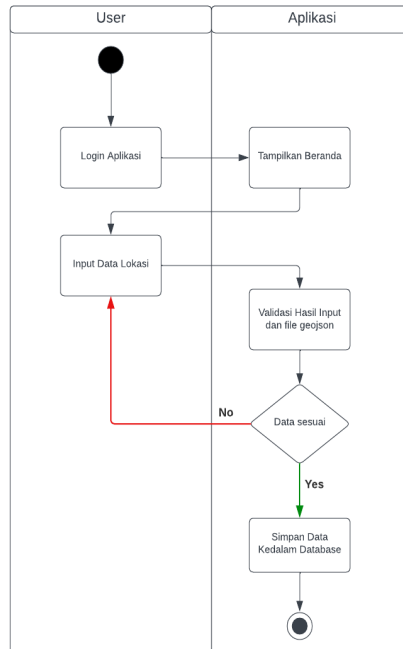 User
Aplikasi
Login Aplikasi
Tampilkan Beranda
Input Data Lokasi
Validasi Hasil Input
dan file geojson
Data sesuai
No
Yes
Simpan Data
Kedalam Database